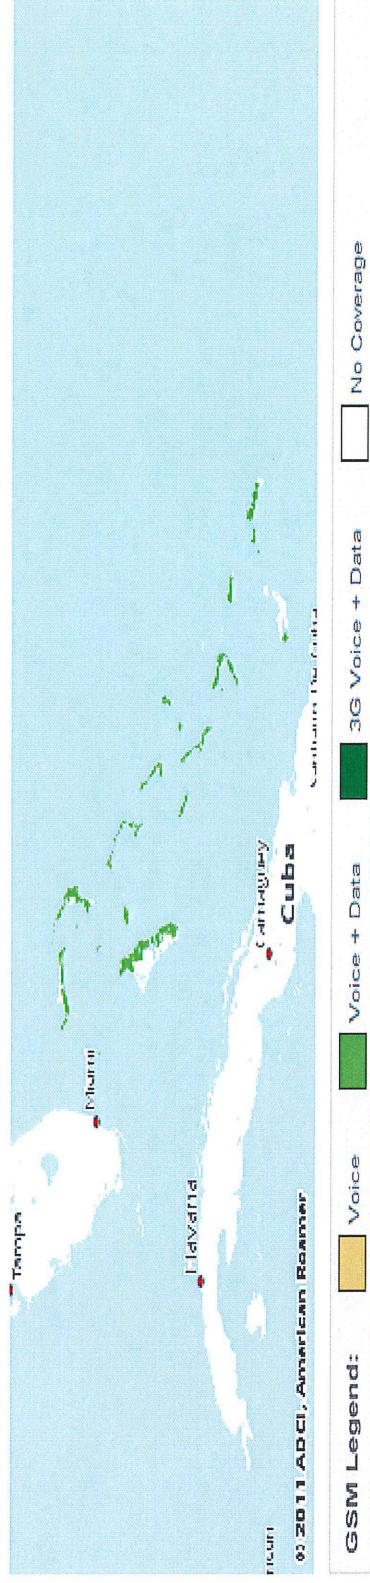 Tampa
Miami
Havana
Camaguey
Cuba
© 2011 ADCI, American Roamer
GSM Legend:
Voice
Voice + Data
3G Voice + Data
No Coverage